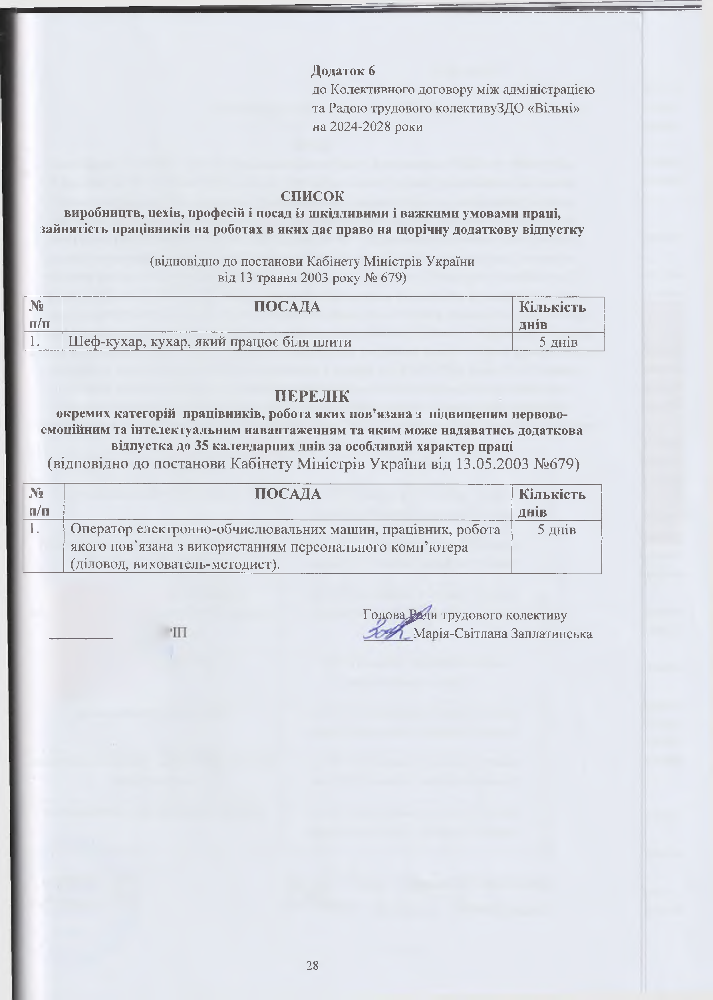 Додаток 6
до Колективного договору між адміністрацією
та Радою трудового колективуЗДО «Вільні»
на 2024-2028 роки
СПИСОК
виробництв, цехів, професій і посад із шкідливими і важкими умовами праці,
зайнятість працівників на роботах в яких дає право на щорічну додаткову відпустку
(відповідно до постанови Кабінету Міністрів України
від 13 травня 2003 року № 679)
№ п/п ПОСАДА Кількість днів
1. Шеф-кухар, кухар, який працює біля плити 5 днів
ПЕРЕЛІК
окремих категорій працівників, робота яких пов’язана з підвищеним нервово-
емоційним та інтелектуальним навантаженням та яким може надаватись додаткова
відпустка до 35 календарних днів за особливий характер праці
(відповідно до постанови Кабінету Міністрів України від 13.05.2003 №679)
№ п/п ПОСАДА Кількість днів
1. Оператор електронно-обчислювальних машин, працівник, робота 5 днів
якого пов’язана з використанням персонального комп’ютера
(діловод, вихователь-методист).
Голова Ради трудового колективу
Марія-Світлана Заплатинська
28